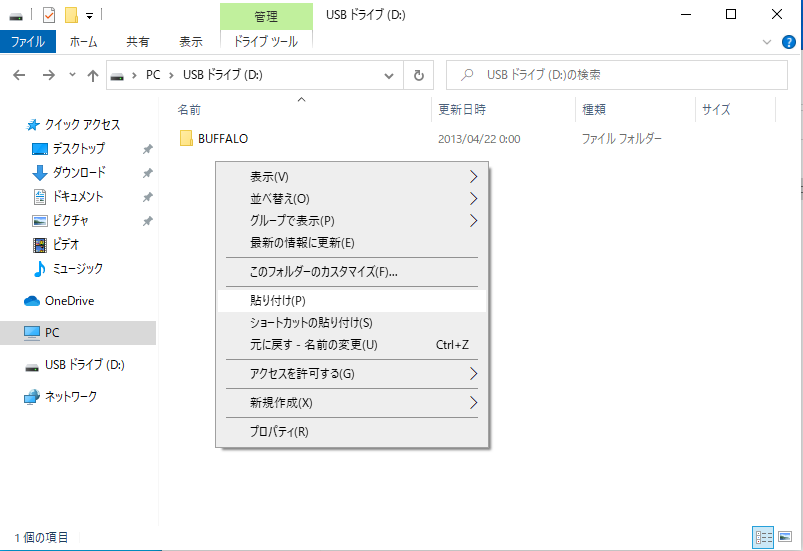 管理
USB ドライブ (D:)
ファイル
ホーム
共有
表示
ドライブ ツール
PC
USB ドライブ (D:)
USB ドライブ (D:)の検索
名前
更新日時
種類
サイズ
クイック アクセス
デスクトップ
ダウンロード
ドキュメント
ピクチャ
ビデオ
ミュージック
OneDrive
PC
USB ドライブ (D:)
ネットワーク
BUFFALO
2013/04/22 0:00
ファイル フォルダー
表示(V)
並べ替え(O)
グループで表示(P)
最新の情報に更新(E)
このフォルダーのカスタマイズ(F)...
貼り付け(P)
ショートカットの貼り付け(S)
元に戻す - 名前の変更(U) Ctrl+Z
アクセスを許可する(G)
新規作成(X)
プロパティ(R)
1 個の項目